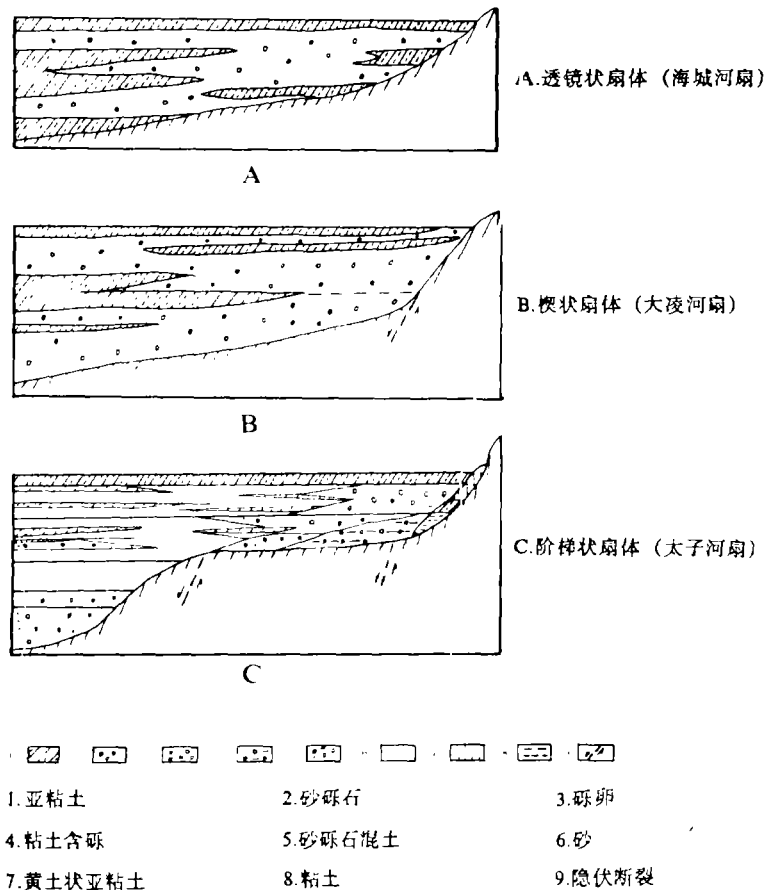 A.透镜状扇体（海城河扇）
A
B.楔状扇体（大凌河扇）
B
C.阶梯状扇体（太子河扇）
C
1.亚粘土 2.砂砾石 3.砾卵
4.粘土含砾 5.砂砾石混土 6.砂
7.黄土状亚粘土 8.粘土 9.隐伏断裂